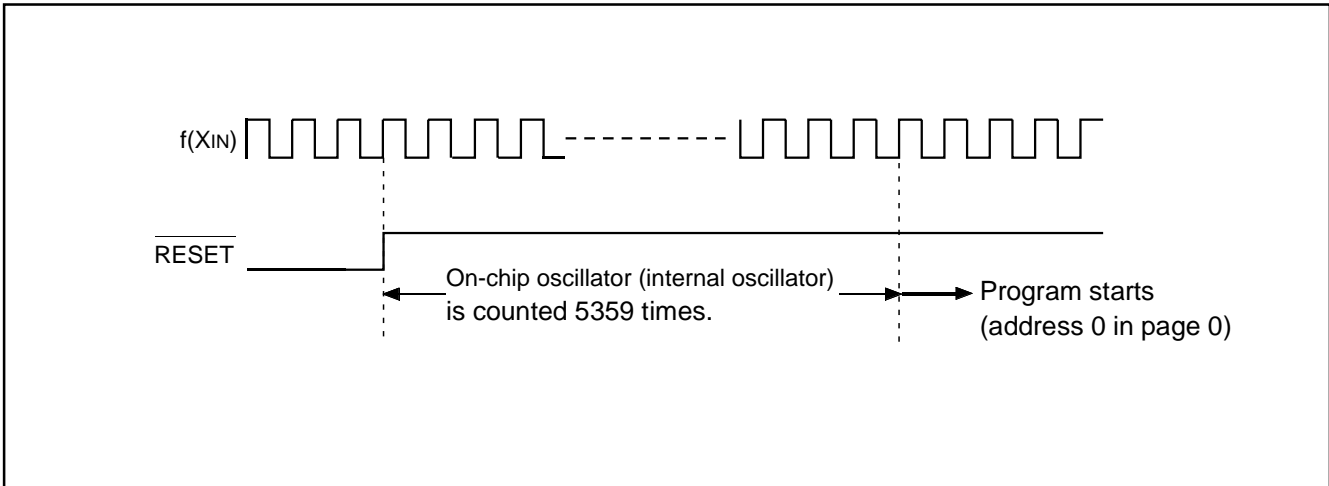 f(XIN)
RESET
On-chip oscillator (internal oscillator)
is counted 5359 times.
Program starts
(address 0 in page 0)